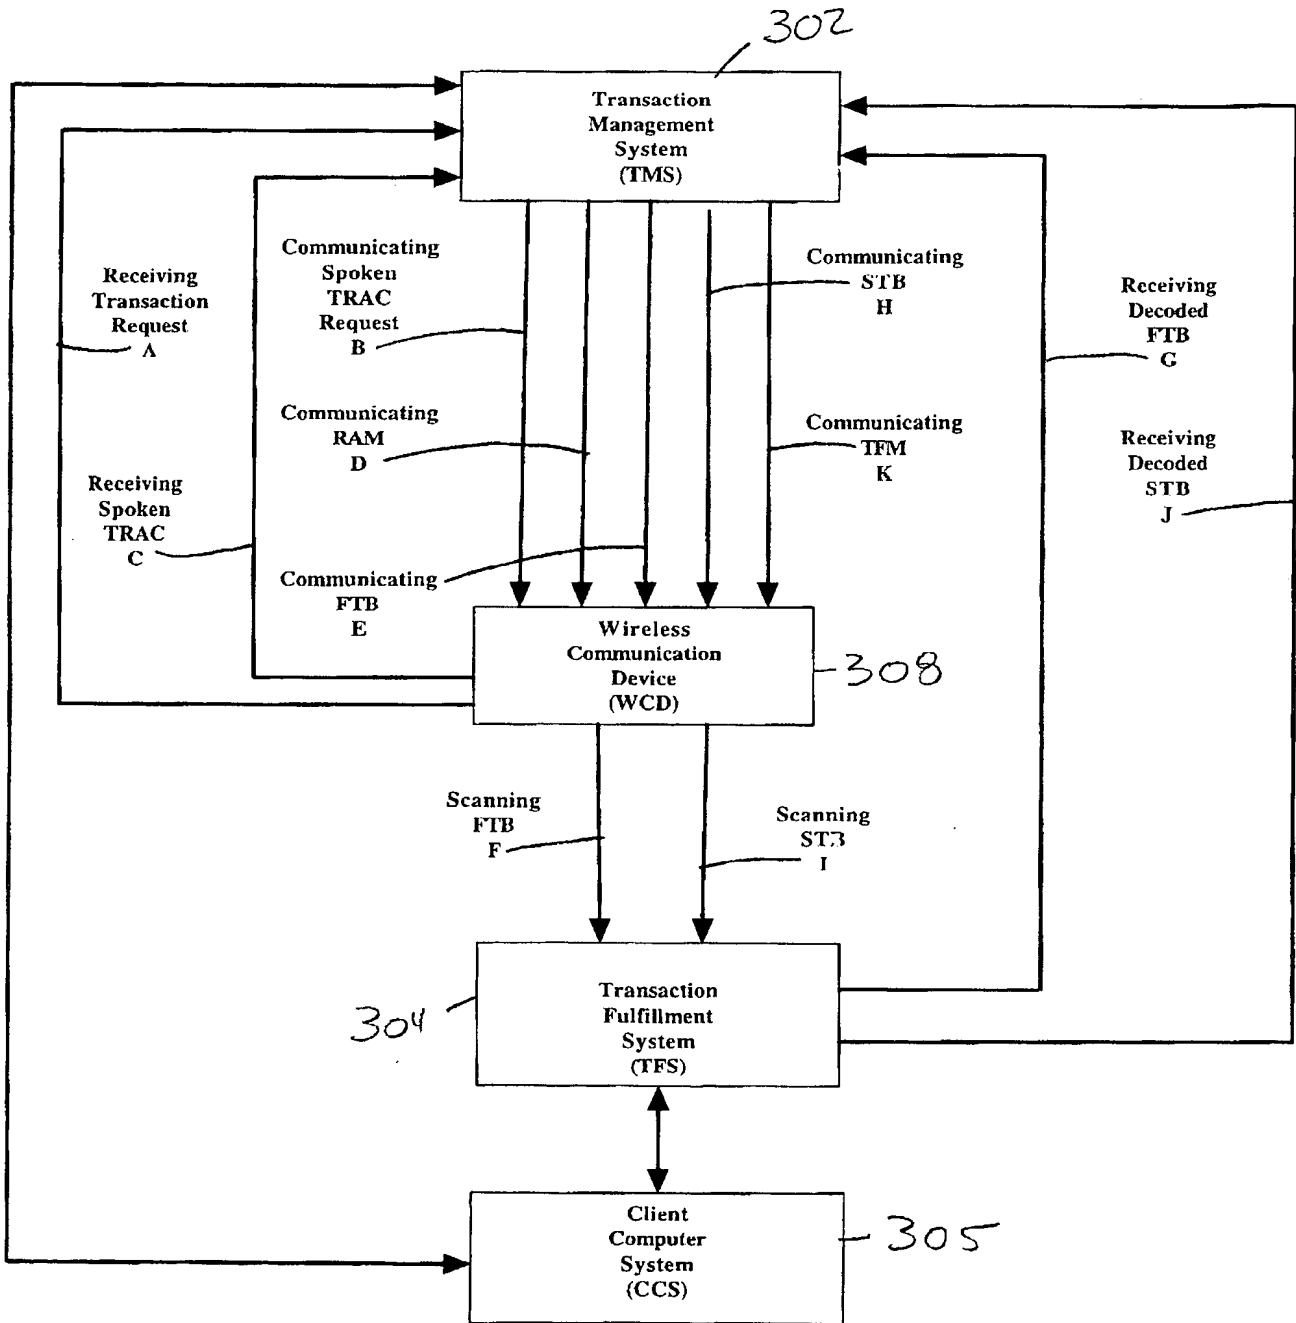 302
Transaction
Management
System
(TMS)
Receiving
Transaction
Request
A
Communicating
Spoken
TRAC
Request
B
Communicating
STB
H
Receiving
Decoded
FTB
G
Communicating
RAM
D
Communicating
TFM
K
Receiving
Decoded
STB
J
Receiving
Spoken
TRAC
C
Communicating
FTB
E
Wireless
Communication
Device
(WCD)
308
Scanning
FTB
F
Scanning
STB
I
Transaction
Fulfillment
System
(TFS)
304
Client
Computer
System
(CCS)
305